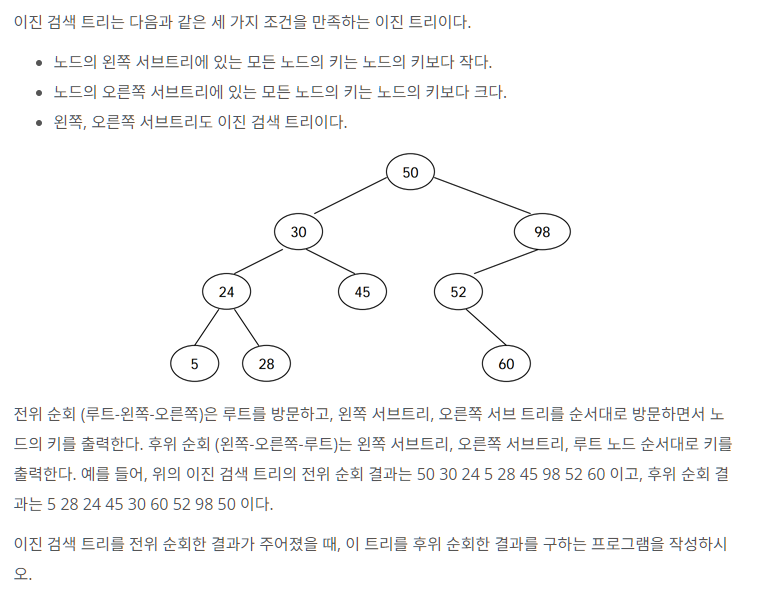 이진 검색 트리는 다음과 같은 세 가지 조건을 만족하는 이진 트리이다.
노드의 왼쪽 서브트리에 있는 모든 노드의 키는 노드의 키보다 작다.
노드의 오른쪽 서브트리에 있는 모든 노드의 키는 노드의 키보다 크다.
왼쪽, 오른쪽 서브트리도 이진 검색 트리이다.
50
30 98
24 45 52
5 28 60
전위 순회 (루트-왼쪽-오른쪽)은 루트를 방문하고, 왼쪽 서브트리, 오른쪽 서브 트리를 순서대로 방문하면서 노
드의 키를 출력한다. 후위 순회 (왼쪽-오른쪽-루트)는 왼쪽 서브트리, 오른쪽 서브트리, 루트 노드 순서대로 키를
출력한다. 예를 들어, 위의 이진 검색 트리의 전위 순회 결과는 50 30 24 5 28 45 98 52 60 이고, 후위 순회 결
과는 5 28 24 45 30 60 52 98 50 이다.
이진 검색 트리를 전위 순회한 결과가 주어졌을 때, 이 트리를 후위 순회한 결과를 구하는 프로그램을 작성하시
오.